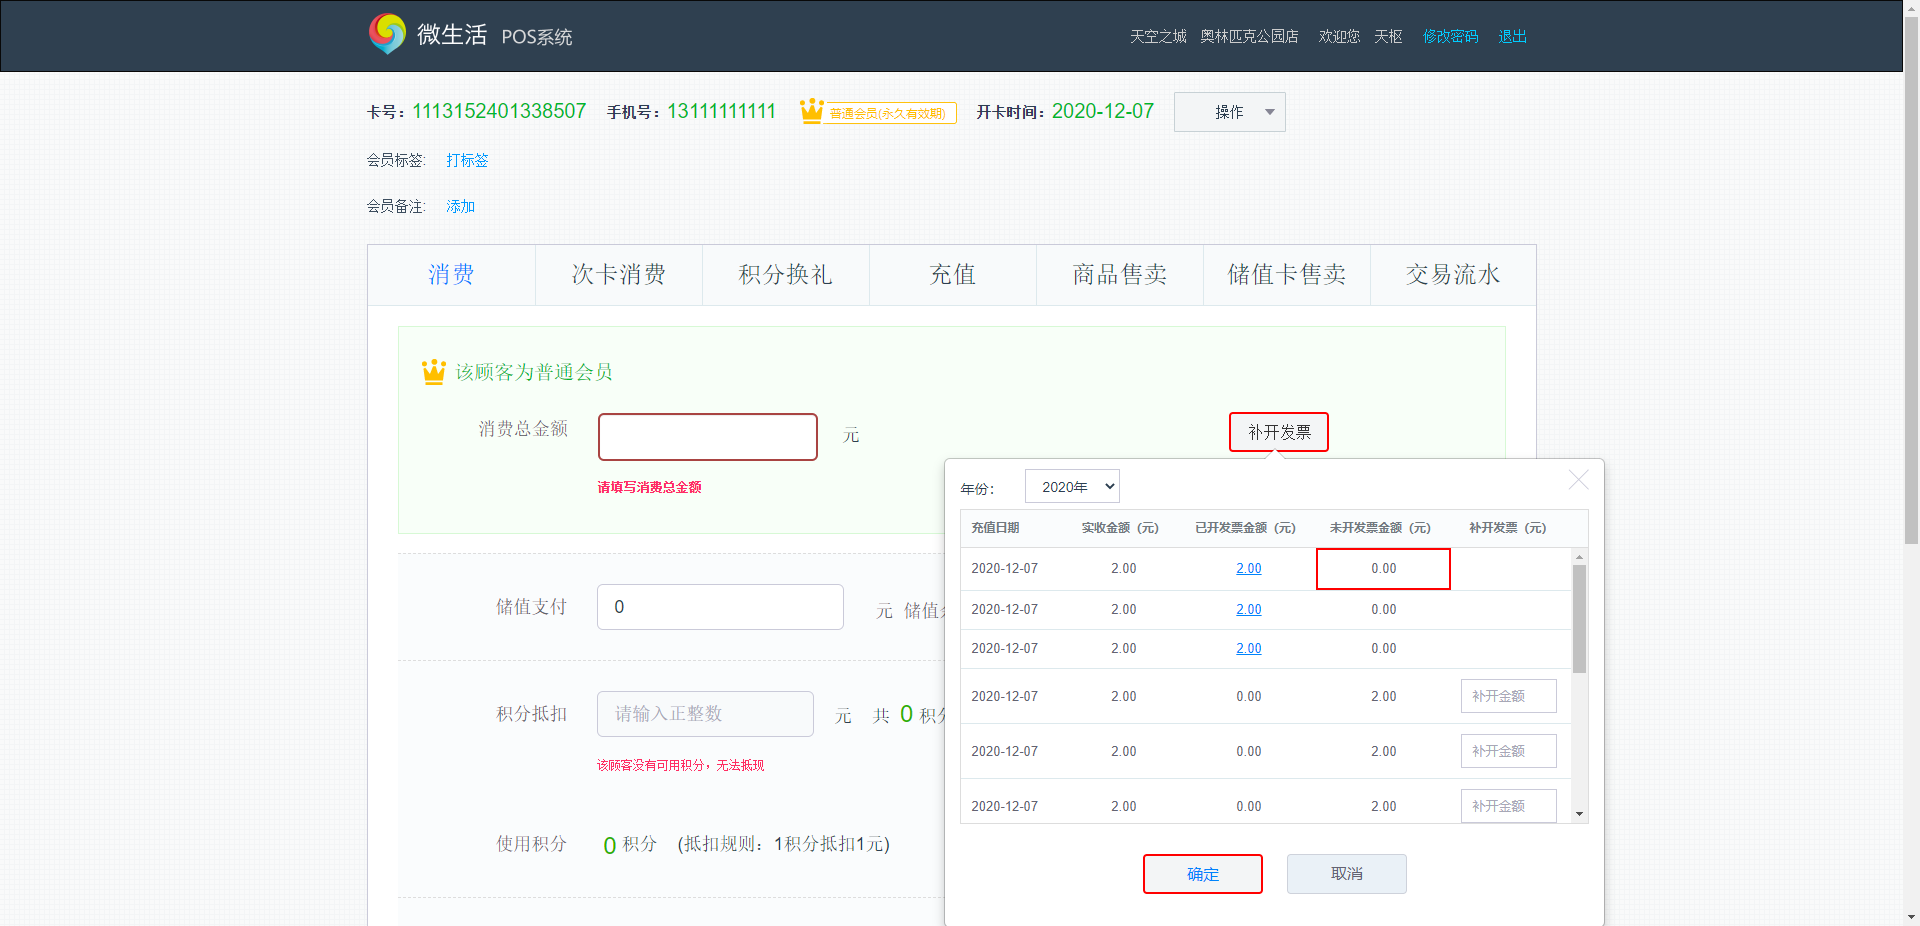 微生活 POS系统
天空之城 奥林匹克公园店 欢迎您 天枢 修改密码 退出
卡号：1113152401338507 手机号：13111111111 普通会员(永久有效期) 开卡时间：2020-12-07 操作
会员标签: 打标签
会员备注: 添加
消费 次卡消费 积分换礼 充值 商品售卖 储值卡售卖 交易流水
该顾客为普通会员
消费总金额 元 补开发票
请填写消费总金额
储值支付 0 元 储值
积分抵扣 请输入正整数 元 共 0 积分
该顾客没有可用积分，无法抵现
使用积分 0 积分 (抵扣规则：1积分抵扣1元)
年份： 2020年
充值日期 实收金额（元） 已开发票金额（元） 未开发票金额（元） 补开发票（元）
2020-12-07 2.00 2.00 0.00
2020-12-07 2.00 2.00 0.00
2020-12-07 2.00 2.00 0.00
2020-12-07 2.00 0.00 2.00 补开金额
2020-12-07 2.00 0.00 2.00 补开金额
2020-12-07 2.00 0.00 2.00 补开金额
确定 取消